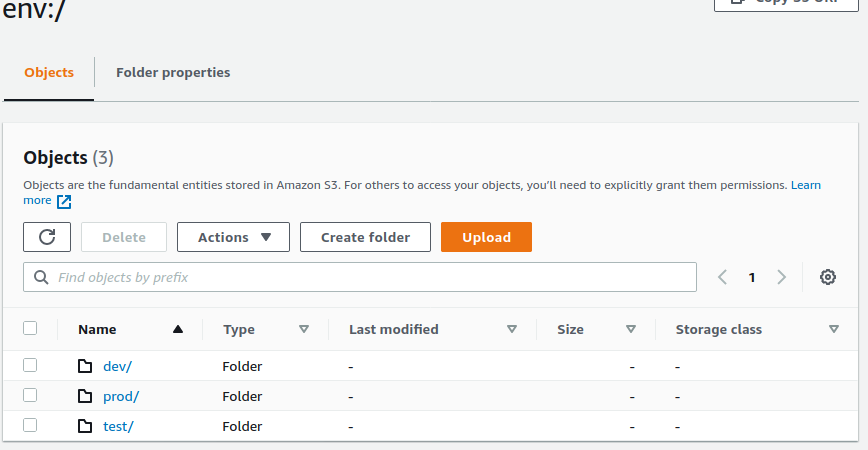 env:/
Copy S3 URI
Objects
Folder properties
Objects (3)
Objects are the fundamental entities stored in Amazon S3. For others to access your objects, you'll need to explicitly grant them permissions. Learn
more
Delete
Actions
Create folder
Upload
Find objects by prefix
1
Name
Type
Last modified
Size
Storage class
dev/
Folder
-
-
-
prod/
Folder
-
-
-
test/
Folder
-
-
-